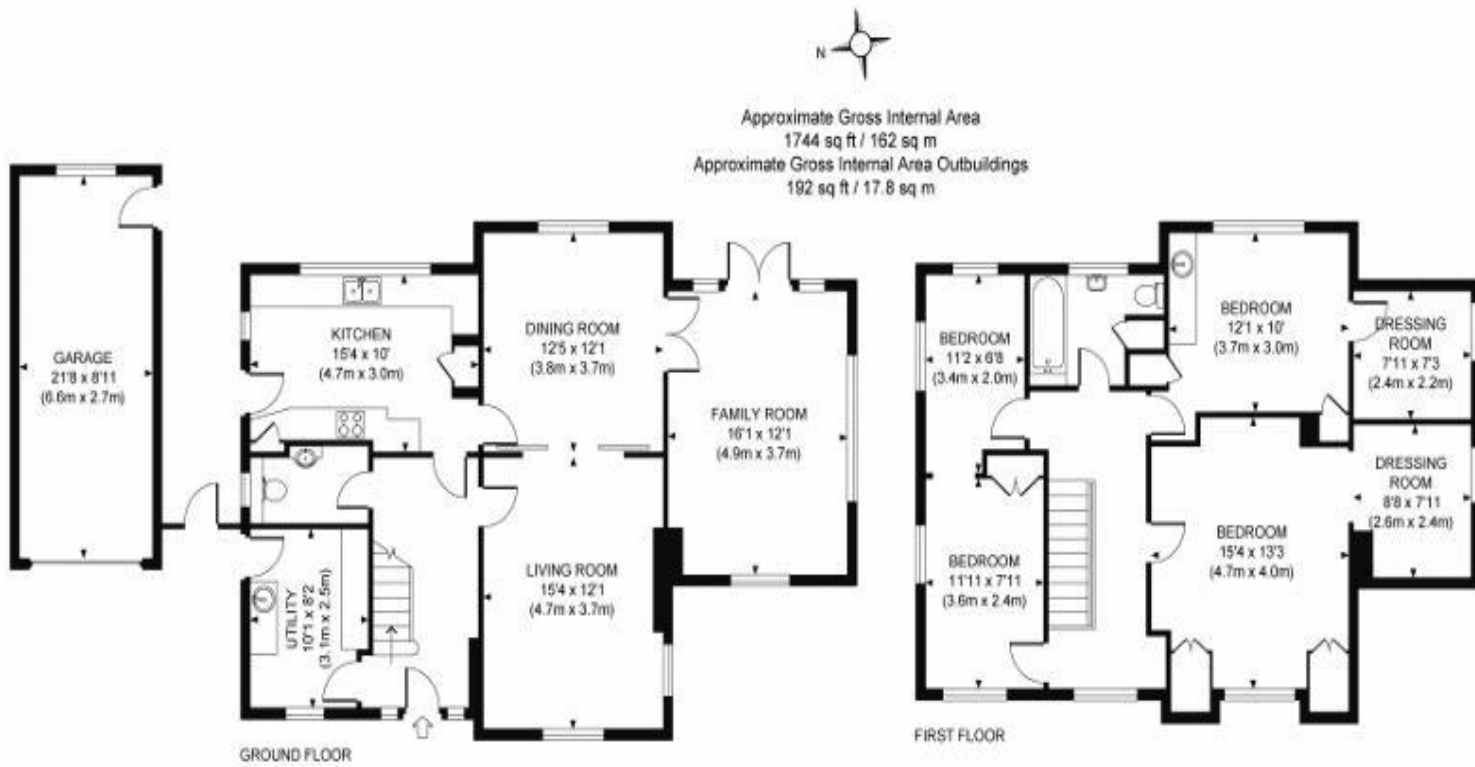 N
Approximate Gross Internal Area
1744 sq ft / 162 sq m
Approximate Gross Internal Area Outbuildings
192 sq ft / 17.8 sq m
GARAGE
21'8 x 8'11
(6.6m x 2.7m)
KITCHEN
15'4 x 10'
(4.7m x 3.0m)
DINING ROOM
12'5 x 12'1
(3.8m x 3.7m)
FAMILY ROOM
16'1 x 12'1
(4.9m x 3.7m)
UTILITY
10'1 x 8'2
(3.1m x 2.5m)
LIVING ROOM
15'4 x 12'1
(4.7m x 3.7m)
GROUND FLOOR
BEDROOM
11'2 x 6'8
(3.4m x 2.0m)
BEDROOM
12'1 x 10'
(3.7m x 3.0m)
DRESSING
ROOM
7'11 x 7'3
(2.4m x 2.2m)
BEDROOM
11'11 x 7'11
(3.6m x 2.4m)
BEDROOM
15'4 x 13'3
(4.7m x 4.0m)
DRESSING
ROOM
8'8 x 7'11
(2.6m x 2.4m)
FIRST FLOOR